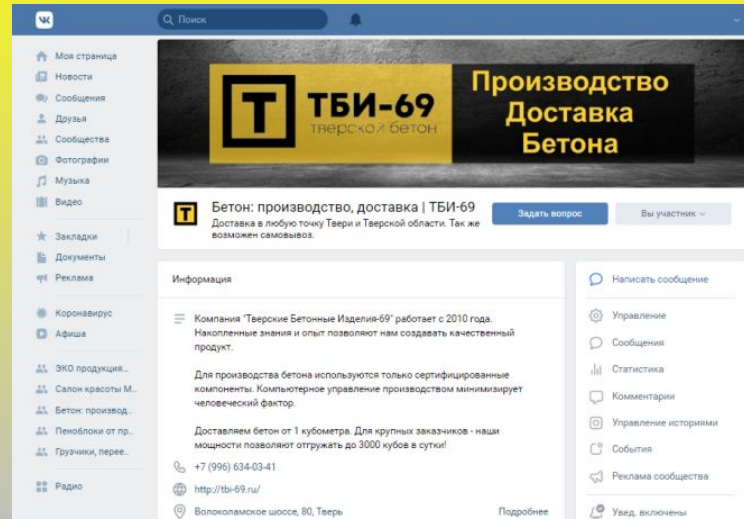 Поиск
Моя страница
Новости
Сообщения
Друзья
Сообщества
Фотографии
Музыка
Видео
Закладки
Документы
Реклама
Коронавирус
Афиша
ЭКО продукция...
Салон красоты М...
Бетон: производ...
Пеноблоки от пр...
Грузчики, перее...
Радио
Т
ТБИ-69
тверской бетон
Производство
Доставка
Бетона
Т
Бетон: производство, доставка | ТБИ-69
Доставка в любую точку Твери и Тверской области. Так же
возможен самовывоз.
Задать вопрос
Вы участник
Информация
Компания "Тверские Бетонные Изделия-69" работает с 2010 года.
Накопленные знания и опыт позволяют нам создавать качественный
продукт.
Для производства бетона используются только сертифицированные
компоненты. Компьютерное управление производством минимизирует
человеческий фактор.
Доставляем бетон от 1 кубометра. Для крупных заказчиков - наши
мощности позволяют отгружать до 3000 кубов в сутки!
+7 (996) 634-03-41
http://tbi-69.ru/
Волоколамское шоссе, 80, Тверь
Подробнее
Написать сообщение
Управление
Сообщения
Статистика
Комментарии
Управление историями
События
Реклама сообщества
Увед. включены